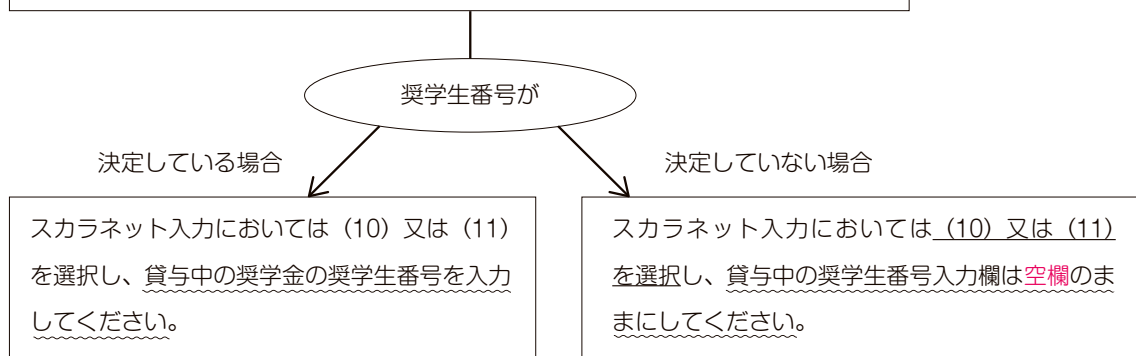 奨学生番号が
決定している場合
決定していない場合
スカラネット入力においては（10）又は（11）
を選択し、貸与中の奨学金の奨学生番号を入力
してください。
スカラネット入力においては（10）又は（11）
を選択し、貸与中の奨学生番号入力欄は空欄のま
まにしてください。